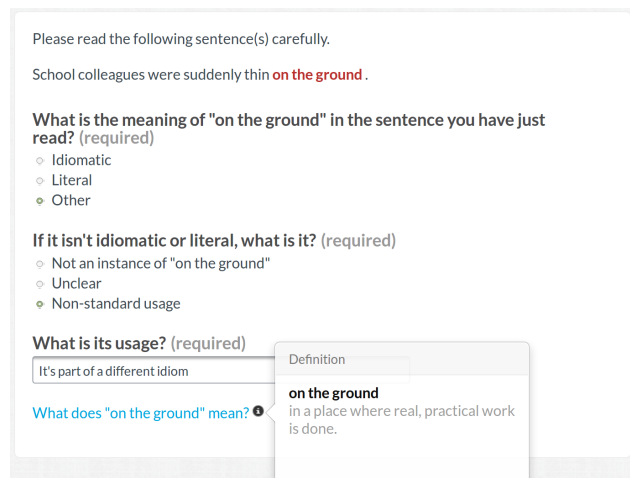 Please read the following sentence(s) carefully.
School colleagues were suddenly thin on the ground .
What is the meaning of "on the ground" in the sentence you have just
read? (required)
Idiomatic
Literal
Other
If it isn't idiomatic or literal, what is it? (required)
Not an instance of "on the ground"
Unclear
Non-standard usage
What is its usage? (required)
It's part of a different idiom
What does "on the ground" mean? i
Definition
on the ground
in a place where real, practical work
is done.